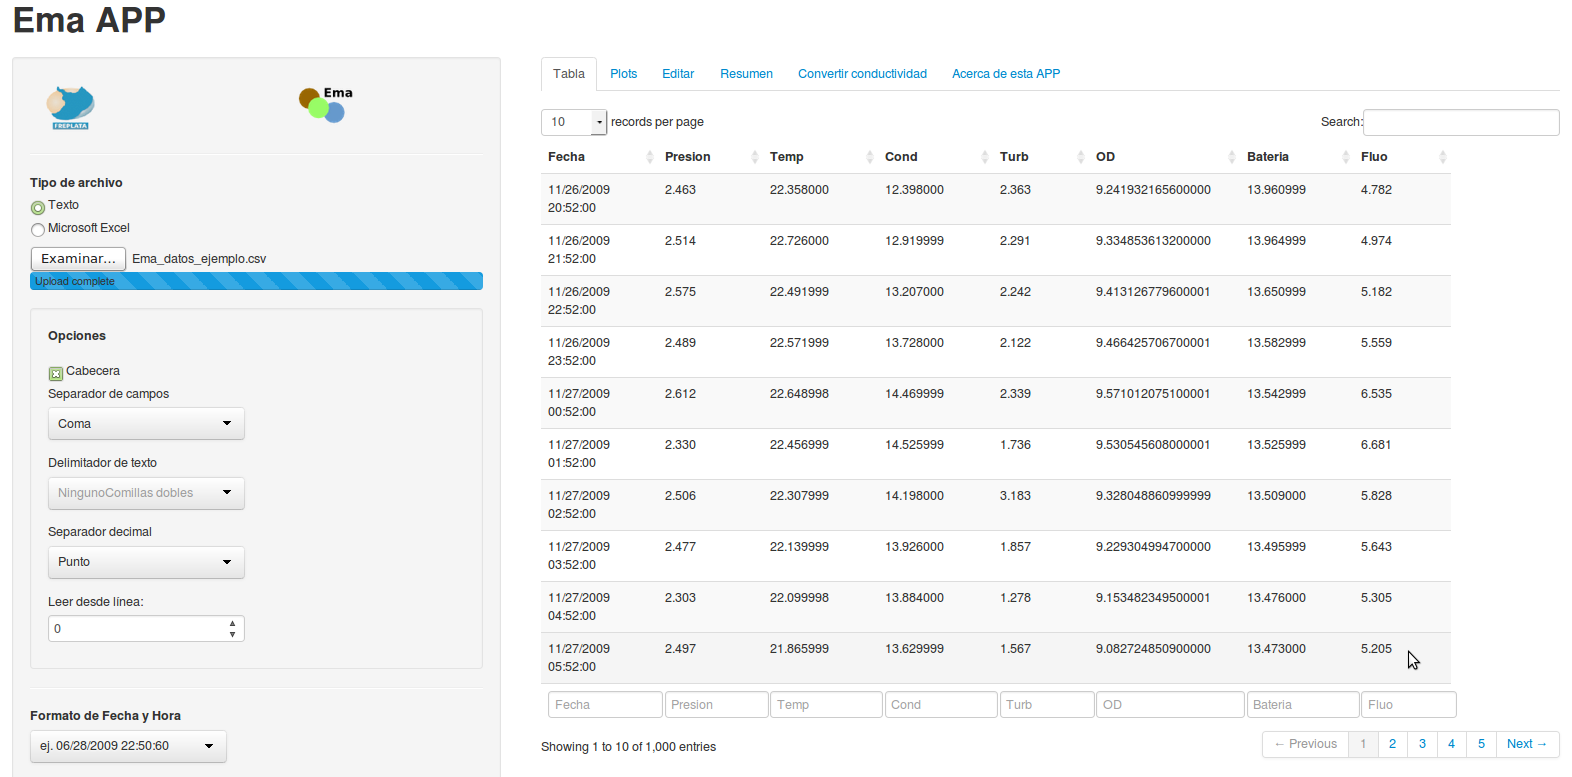 Ema APP
FREPLATA
Ema
Tipo de archivo
Texto
Microsoft Excel
Examinar... Ema_datos_ejemplo.csv
Upload complete
Opciones
Cabecera
Separador de campos
Coma
Delimitador de texto
NingunoComillas dobles
Separador decimal
Punto
Leer desde línea:
0
Formato de Fecha y Hora
ej. 06/28/2009 22:50:60
Tabla Plots Editar Resumen Convertir conductividad Acerca de esta APP
10 records per page Search:
Fecha Presion Temp Cond Turb OD Bateria Fluo
11/26/2009 2.463 22.358000 12.398000 2.363 9.241932165600000 13.960999 4.782
20:52:00
11/26/2009 2.514 22.726000 12.919999 2.291 9.334853613200000 13.964999 4.974
21:52:00
11/26/2009 2.575 22.491999 13.207000 2.242 9.413126779600001 13.650999 5.182
22:52:00
11/26/2009 2.489 22.571999 13.728000 2.122 9.466425706700001 13.582999 5.559
23:52:00
11/27/2009 2.612 22.648998 14.469999 2.339 9.571012075100001 13.542999 6.535
00:52:00
11/27/2009 2.330 22.456999 14.525999 1.736 9.530545608000001 13.525999 6.681
01:52:00
11/27/2009 2.506 22.307999 14.198000 3.183 9.328048860999999 13.509000 5.828
02:52:00
11/27/2009 2.477 22.139999 13.926000 1.857 9.229304994700000 13.495999 5.643
03:52:00
11/27/2009 2.303 22.099998 13.884000 1.278 9.153482349500001 13.476000 5.305
04:52:00
11/27/2009 2.497 21.865999 13.629999 1.567 9.082724850900000 13.473000 5.205
05:52:00
Fecha Presion Temp Cond Turb OD Bateria Fluo
Showing 1 to 10 of 1,000 entries
← Previous 1 2 3 4 5 Next →